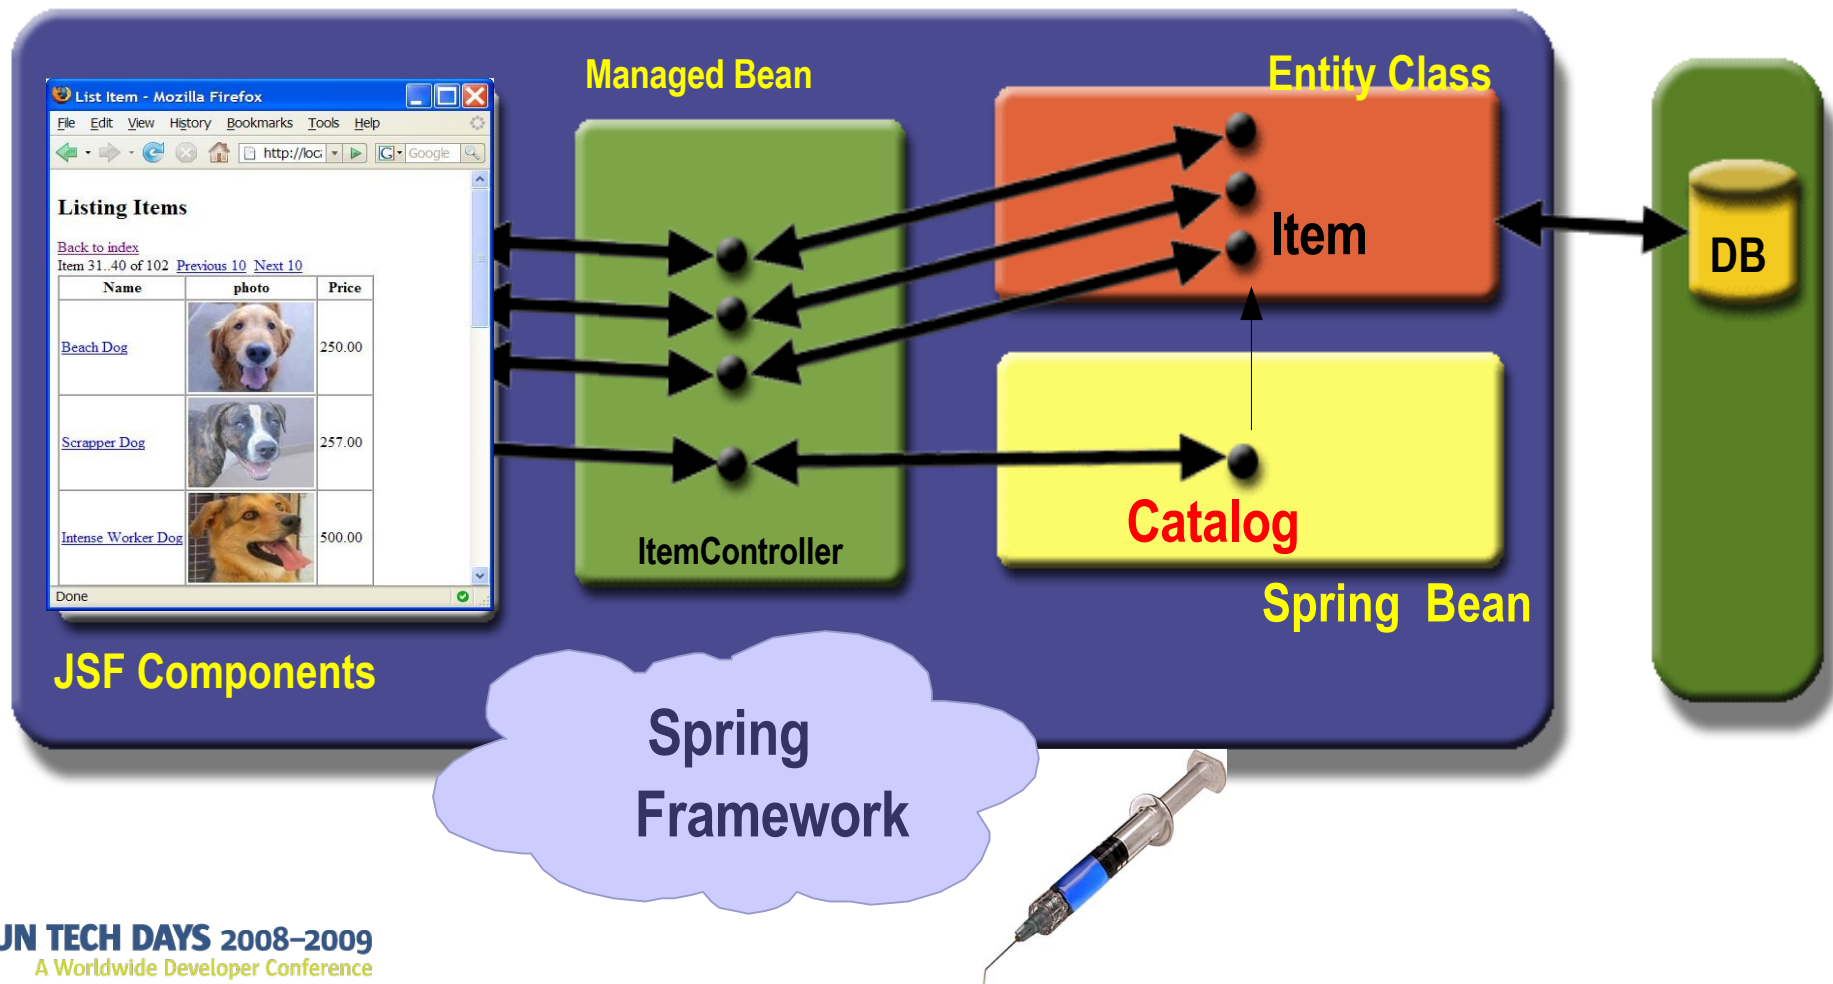 Managed Bean
Entity Class
List Item - Mozilla Firefox
File Edit View History Bookmarks Tools Help
http://loc
G Google
Listing Items
Back to index
Item 31..40 of 102 Previous 10 Next 10
Name photo Price
Beach Dog 250.00
Scrapper Dog 257.00
Intense Worker Dog 500.00
Done
JSF Components
ItemController
Item
DB
Catalog
Spring Bean
Spring
Framework
UN TECH DAYS 2008–2009
A Worldwide Developer Conference